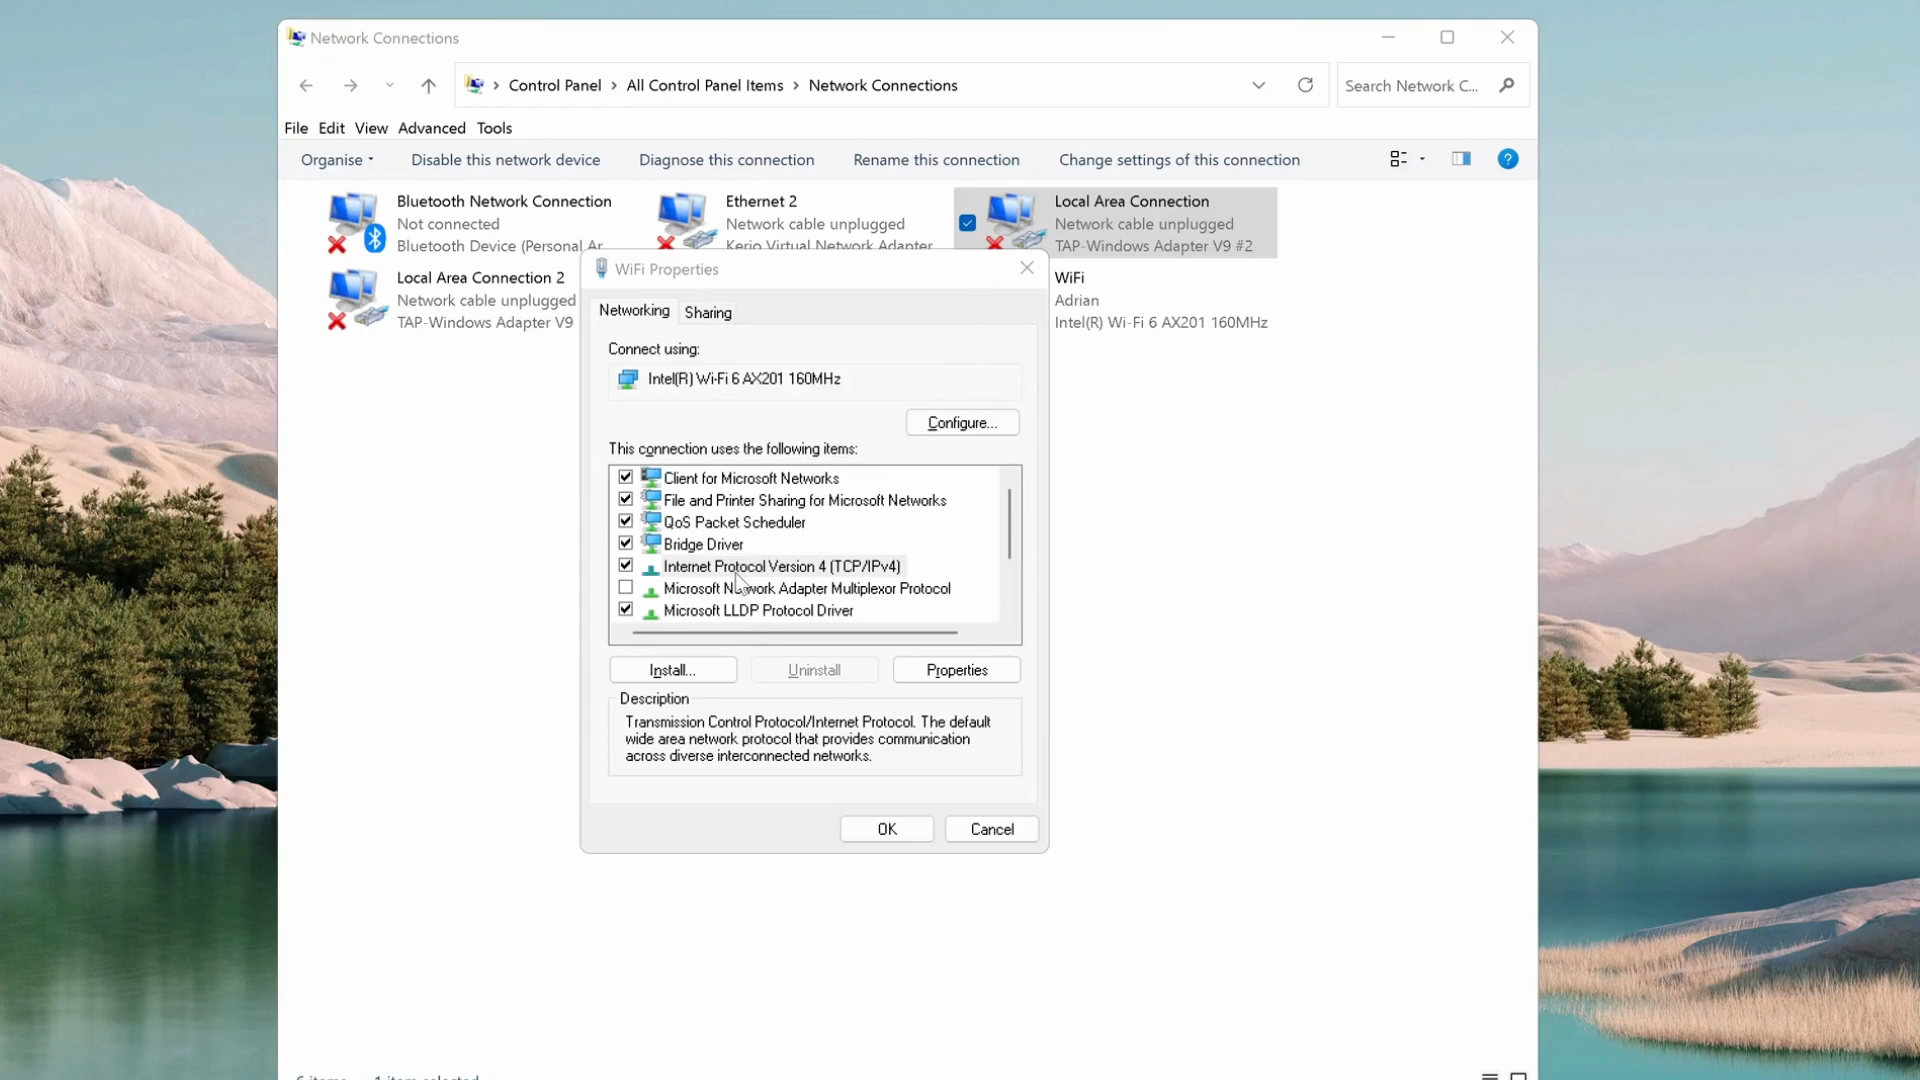 Network Connections
Control Panel > All Control Panel Items > Network Connections
Search Network C...
File Edit View Advanced Tools
Organise Disable this network device Diagnose this connection Rename this connection Change settings of this connection
Bluetooth Network Connection
Not connected
Bluetooth Device (Personal Ar
Ethernet 2
Network cable unplugged
Kerio Virtual Network Adapter
Local Area Connection
Network cable unplugged
TAP-Windows Adapter V9 #2
Local Area Connection 2
Network cable unplugged
TAP-Windows Adapter V9
WiFi
Adrian
Intel(R) Wi-Fi 6 AX201 160MHz
WiFi Properties
Networking Sharing
Connect using:
Intel(R) Wi-Fi 6 AX201 160MHz
Configure...
This connection uses the following items:
Client for Microsoft Networks
File and Printer Sharing for Microsoft Networks
QoS Packet Scheduler
Bridge Driver
Internet Protocol Version 4 (TCP/IPv4)
Microsoft Network Adapter Multiplexor Protocol
Microsoft LLDP Protocol Driver
Install... Uninstall Properties
Description
Transmission Control Protocol/Internet Protocol. The default
wide area network protocol that provides communication
across diverse interconnected networks.
OK Cancel
6 items 1 item selected